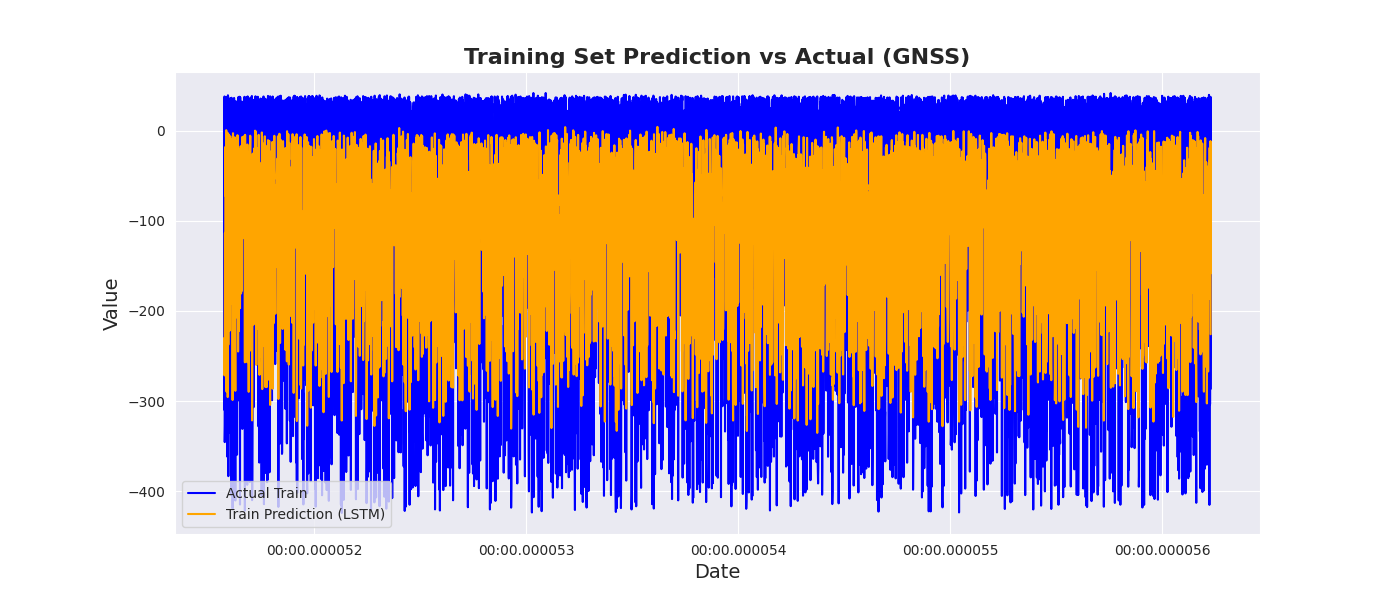 Training Set Prediction vs Actual (GNSS)
Value
0
−100
−200
−300
−400
Actual Train
Train Prediction (LSTM)
00:00.000052
00:00.000053
00:00.000054
00:00.000055
00:00.000056
Date